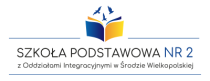 SZKOŁA PODSTAWOWA NR 2
z Oddziałami Integracyjnymi w Środzie Wielkopolskiej